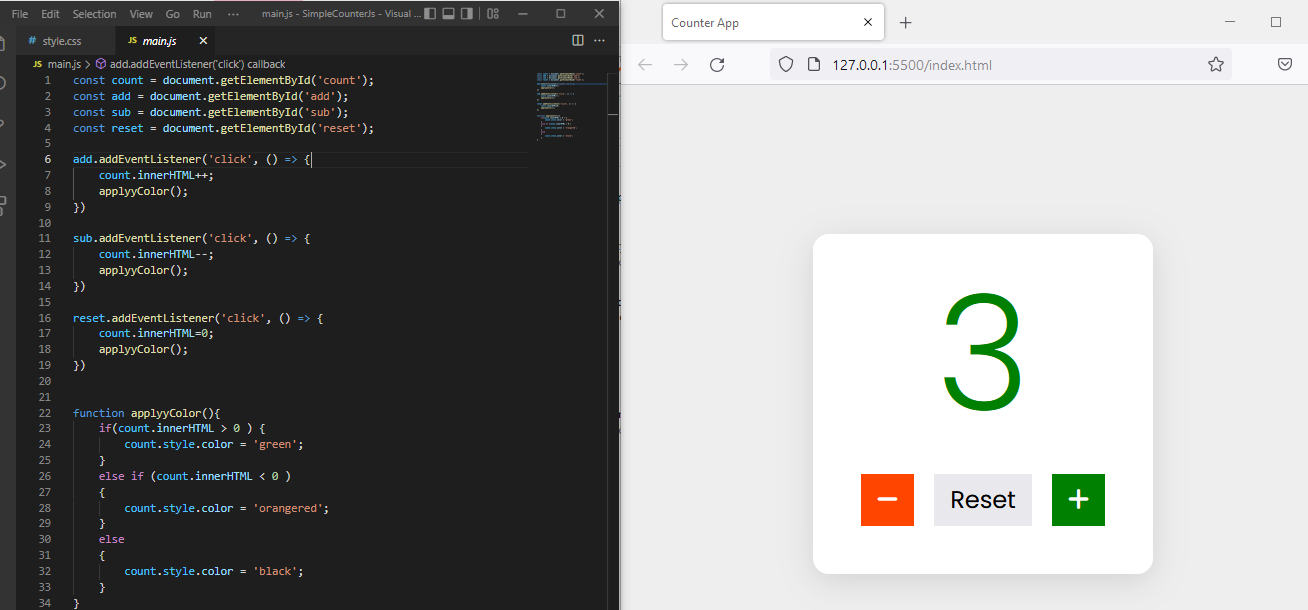 File Edit Selection View Go Run ··· main.js - SimpleCounterJs - Visual ...
# style.css JS main.js
JS main.js > add.addEventListener('click') callback
1 const count = document.getElementById('count');
2 const add = document.getElementById('add');
3 const sub = document.getElementById('sub');
4 const reset = document.getElementById('reset');
5
6 add.addEventListener('click', () => {
7 count.innerHTML++;
8 applyyColor();
9 })
10
11 sub.addEventListener('click', () => {
12 count.innerHTML--;
13 applyyColor();
14 })
15
16 reset.addEventListener('click', () => {
17 count.innerHTML=0;
18 applyyColor();
19 })
20
21
22 function applyyColor(){
23 if(count.innerHTML > 0 ) {
24 count.style.color = 'green';
25 }
26 else if (count.innerHTML < 0 )
27 {
28 count.style.color = 'orangered';
29 }
30 else
31 {
32 count.style.color = 'black';
33 }
34 }
Counter App
127.0.0.1:5500/index.html
3
− Reset +